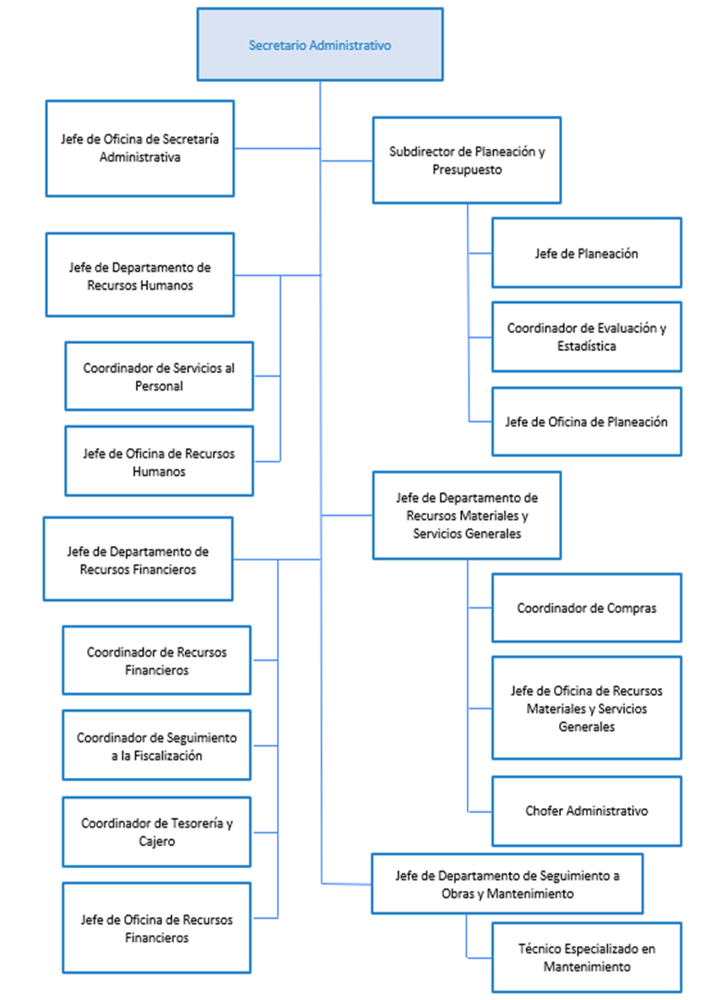 Secretario Administrativo
Jefe de Oficina de Secretaría
Administrativa
Subdirector de Planeación y
Presupuesto
Jefe de Planeación
Coordinador de Evaluación y
Estadística
Jefe de Oficina de Planeación
Jefe de Departamento de
Recursos Humanos
Coordinador de Servicios al
Personal
Jefe de Oficina de Recursos
Humanos
Jefe de Departamento de
Recursos Materiales y
Servicios Generales
Coordinador de Compras
Jefe de Oficina de Recursos
Materiales y Servicios
Generales
Chofer Administrativo
Jefe de Departamento de
Recursos Financieros
Coordinador de Recursos
Financieros
Coordinador de Seguimiento
a la Fiscalización
Coordinador de Tesorería y
Cajero
Jefe de Oficina de Recursos
Financieros
Jefe de Departamento de Seguimiento a
Obras y Mantenimiento
Técnico Especializado en
Mantenimiento